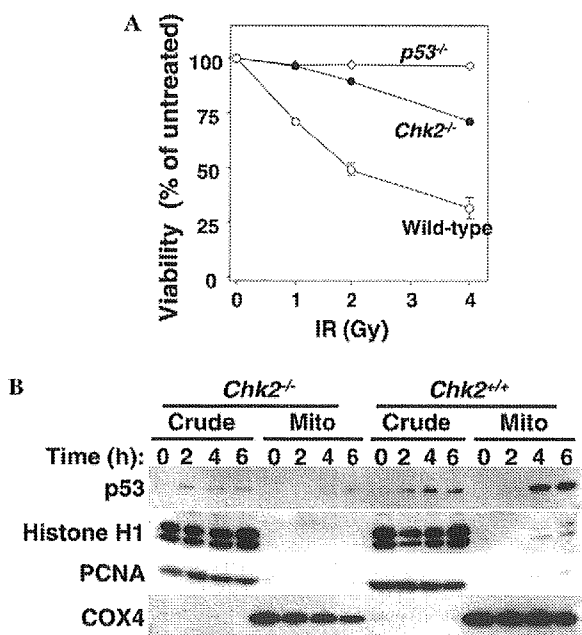 A
Viability (% of untreated)
100
75
50
25
0
p53-/-
Chk2-/-
Wild-type
0 1 2 3 4
IR (Gy)
B
Chk2-/- Chk2+/+
Crude Mito Crude Mito
Time (h): 0 2 4 6 0 2 4 6 0 2 4 6 0 2 4 6
p53
Histone H1
PCNA
COX4